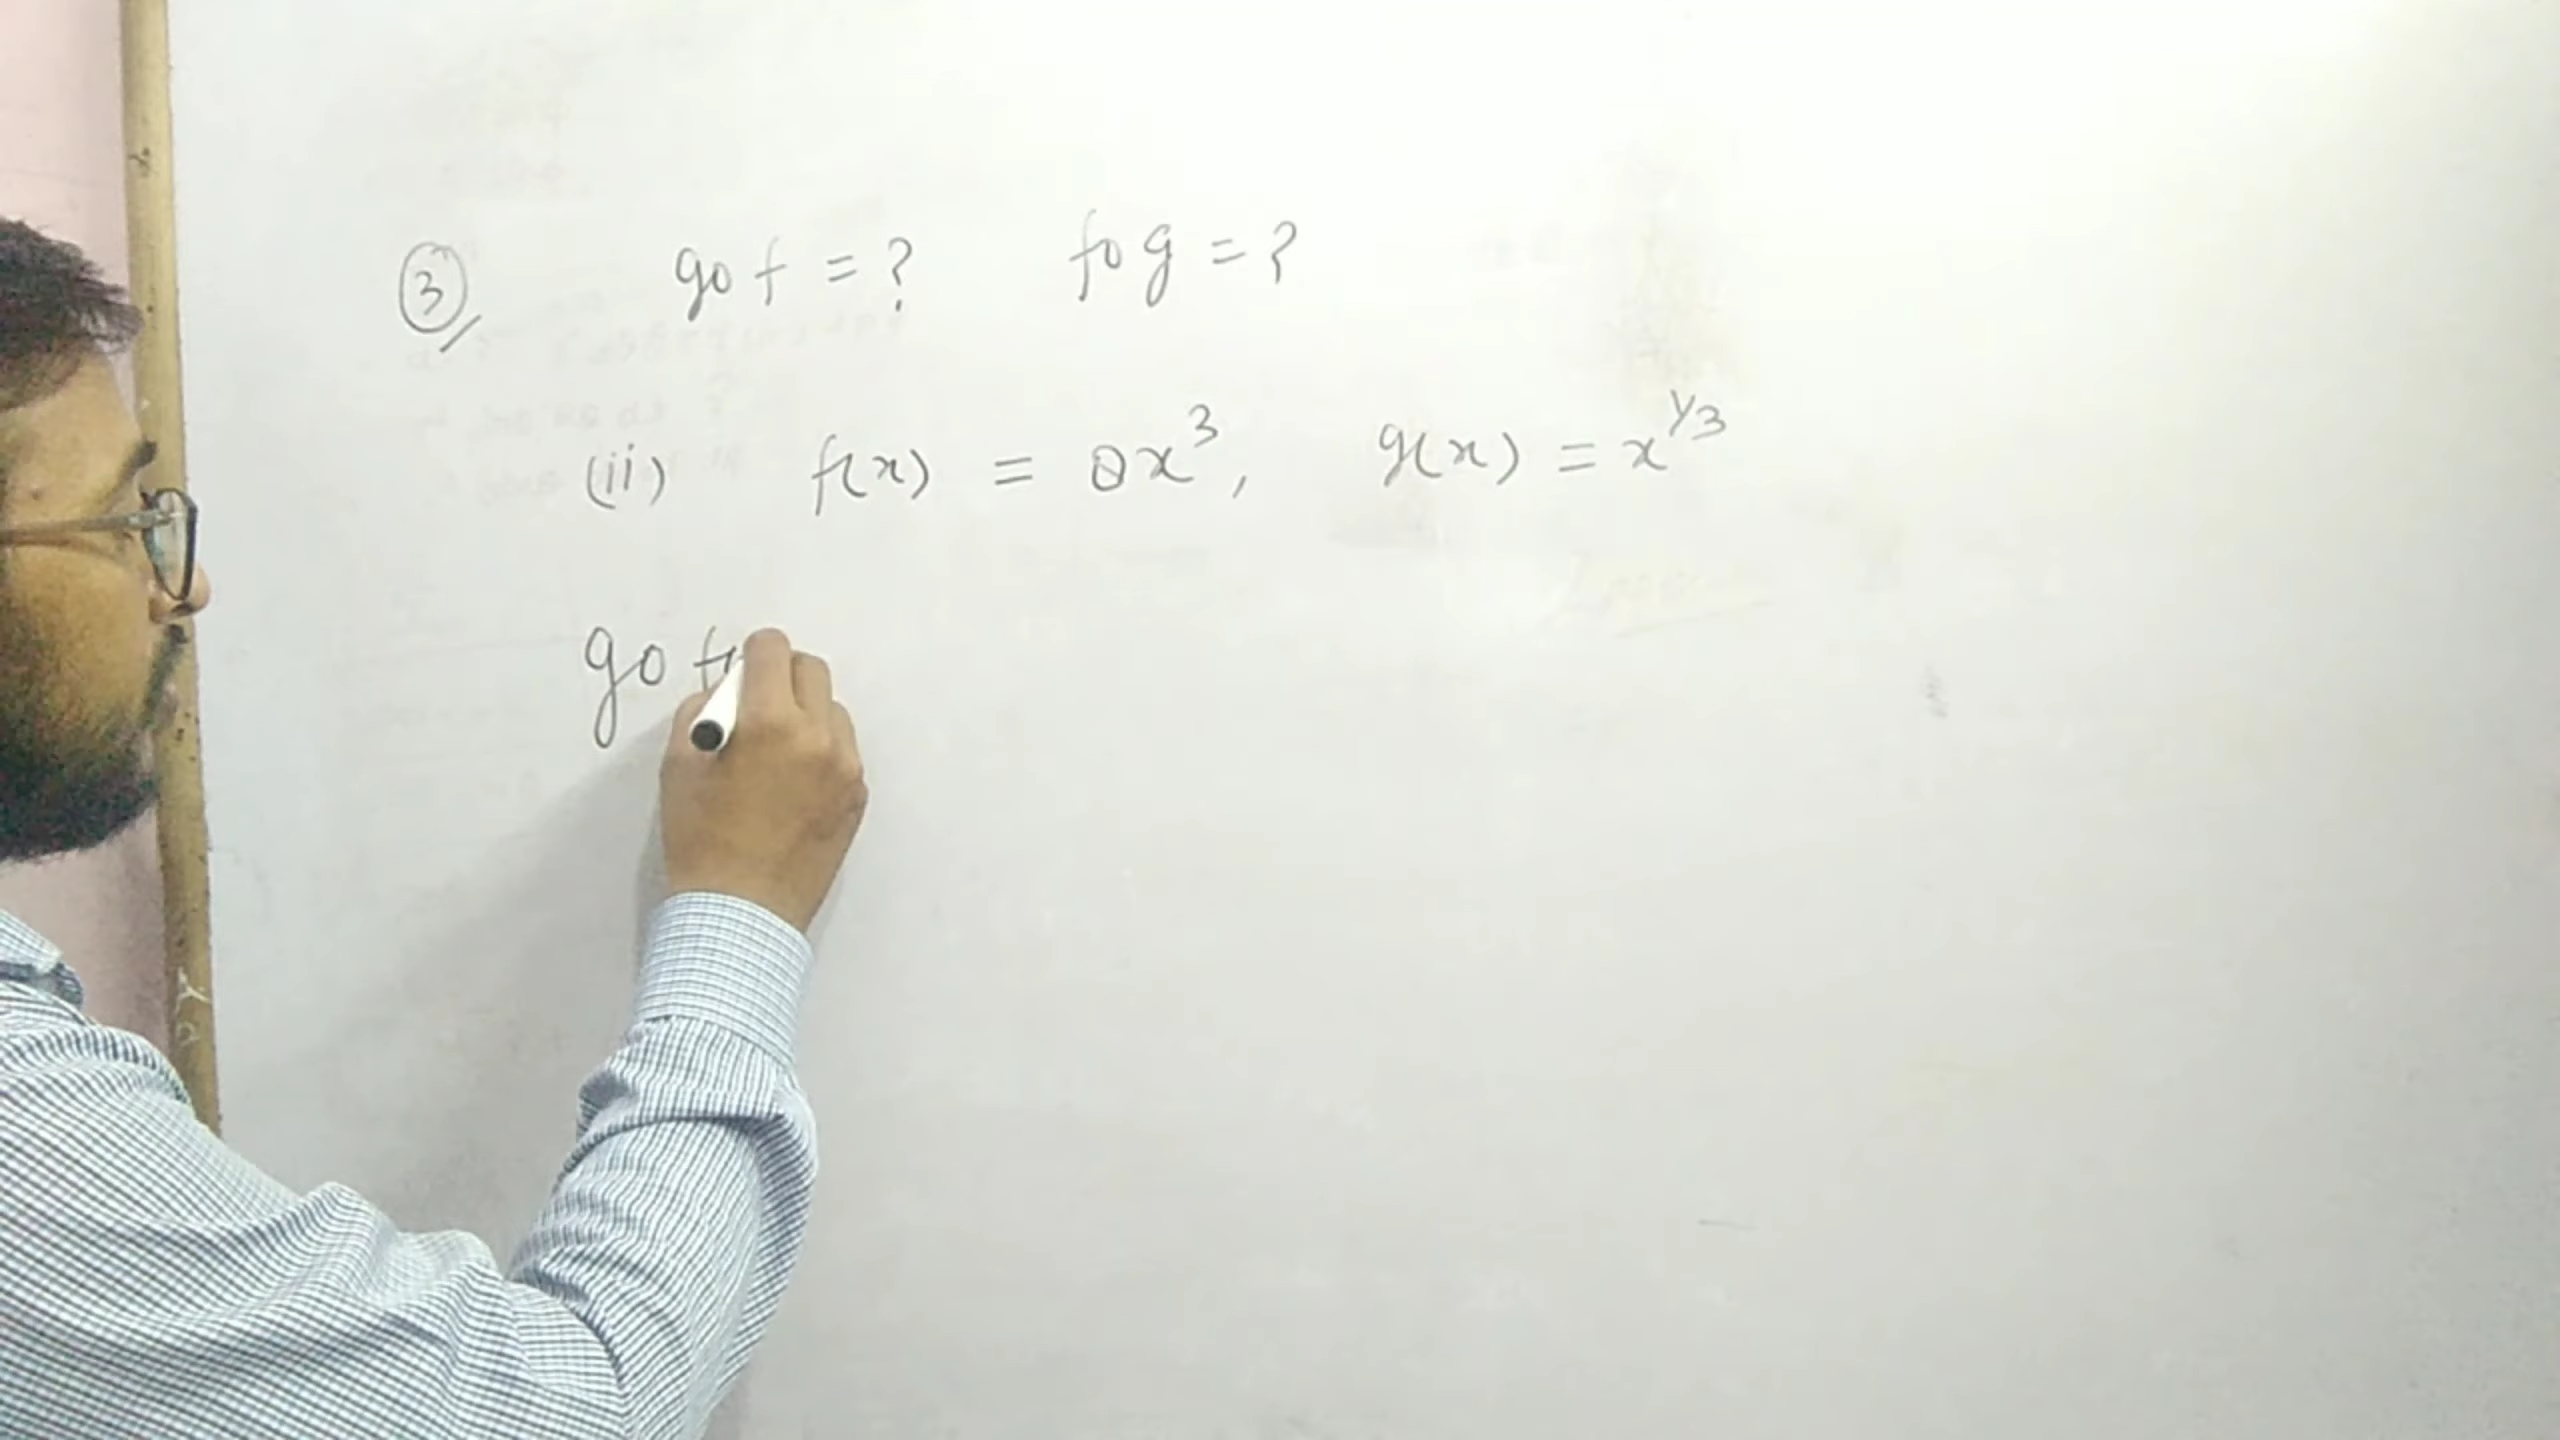 ③ gof = ? fog = ?
(ii) f(x) = 8x³, g(x) = x^1/3
gof